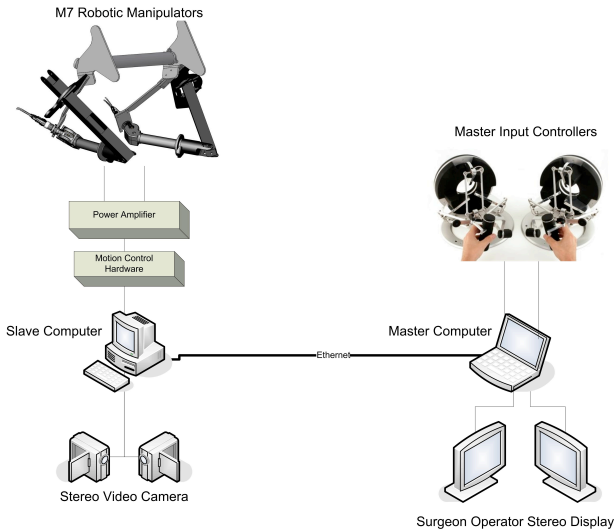 M7 Robotic Manipulators
Master Input Controllers
Power Amplifier
Motion Control
Hardware
Slave Computer
Master Computer
Ethernet
Stereo Video Camera
Surgeon Operator Stereo Display